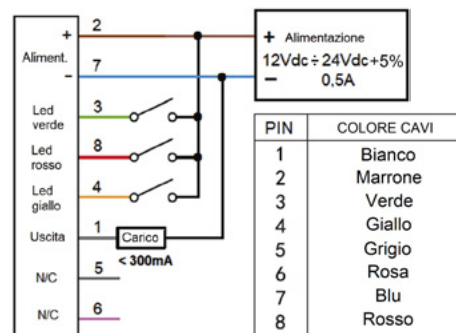 + 2
Aliment.
− 7
Led verde 3
Led rosso 8
Led giallo 4
Uscita 1 Carico
< 300mA
N/C 5
N/C 6
+ Alimentazione
12Vdc ÷ 24Vdc+5%
− 0,5A
PIN COLORE CAVI
1 Bianco
2 Marrone
3 Verde
4 Giallo
5 Grigio
6 Rosa
7 Blu
8 Rosso